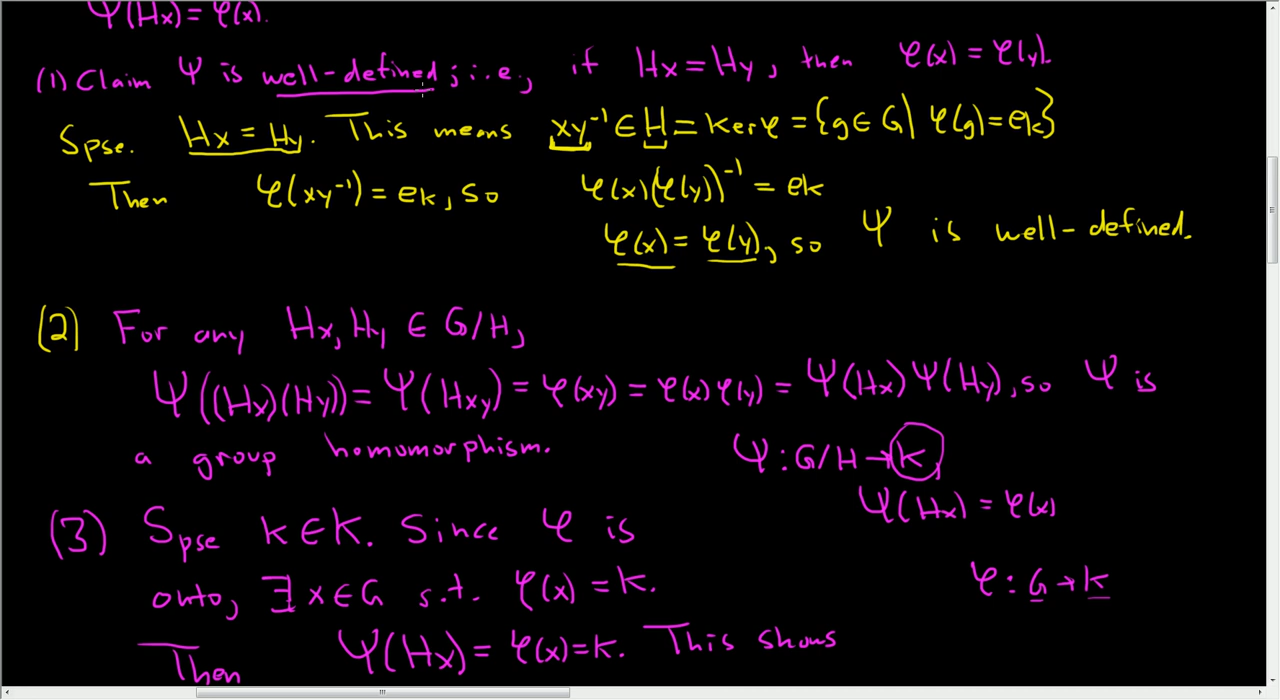 Ψ(Hx) = φ(x).
(1) Claim Ψ is well-defined; i.e., if Hx = Hy, then φ(x) = φ(y).
Spse. Hx = Hy. This means xy⁻¹ ∈ H = Ker φ = {g ∈ G | φ(g) = eₖ}
Then φ(xy⁻¹) = eₖ, so φ(x)(φ(y))⁻¹ = eₖ
φ(x) = φ(y), so Ψ is well-defined.
(2) For any Hx, Hy ∈ G/H,
Ψ((Hx)(Hy)) = Ψ(Hxy) = φ(xy) = φ(x)φ(y) = Ψ(Hx)Ψ(Hy), so Ψ is
a group homomorphism.
Ψ : G/H → K,
Ψ(Hx) = φ(x)
(3) Spse k ∈ K. Since φ is
onto, ∃ x ∈ G s.t. φ(x) = k.
φ : G → K
Then Ψ(Hx) = φ(x) = k. This shows